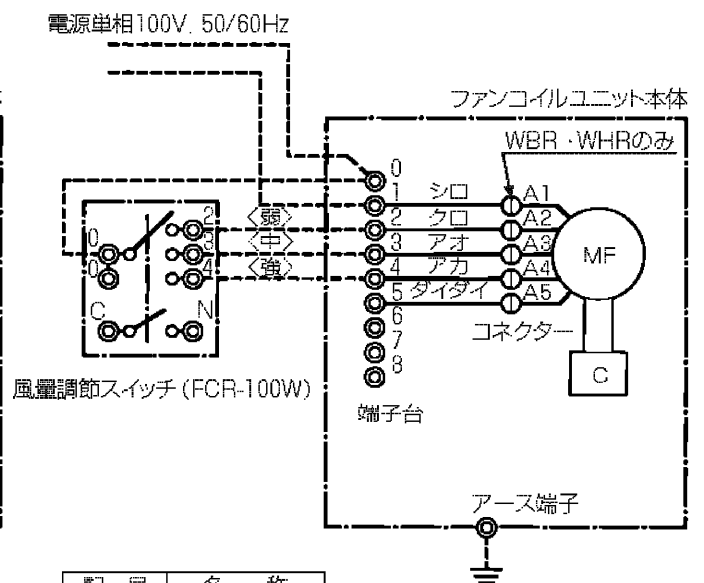 電源単相100V. 50/60Hz
ファンコイルユニット本体
WBR・WHRのみ
0
1 シロ A1
2 〈弱〉 2 クロ A2
0 3 〈中〉 3 アオ A3 MF
0 4 〈強〉 4 アカ A4
5 ダイダイ A5
C N 6
コネクター
7
8
C
風量調節スイッチ (FCR-100W)
端子台
アース端子
記 号 名 称